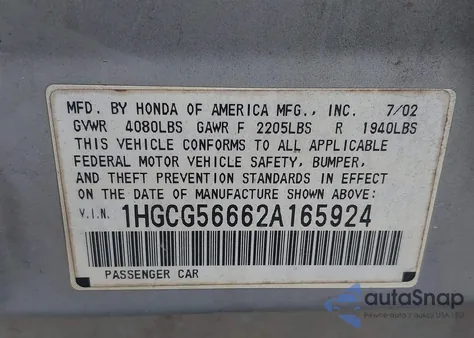 MFD. BY HONDA OF AMERICA MFG., INC. 7/02
GVWR 4080LBS GAWR F 2205LBS R 1940LBS
THIS VEHICLE CONFORMS TO ALL APPLICABLE
FEDERAL MOTOR VEHICLE SAFETY, BUMPER,
AND THEFT PREVENTION STANDARDS IN EFFECT
ON THE DATE OF MANUFACTURE SHOWN ABOVE:
V.I.N. 1HGCG56662A165924
PASSENGER CAR
autoSnap